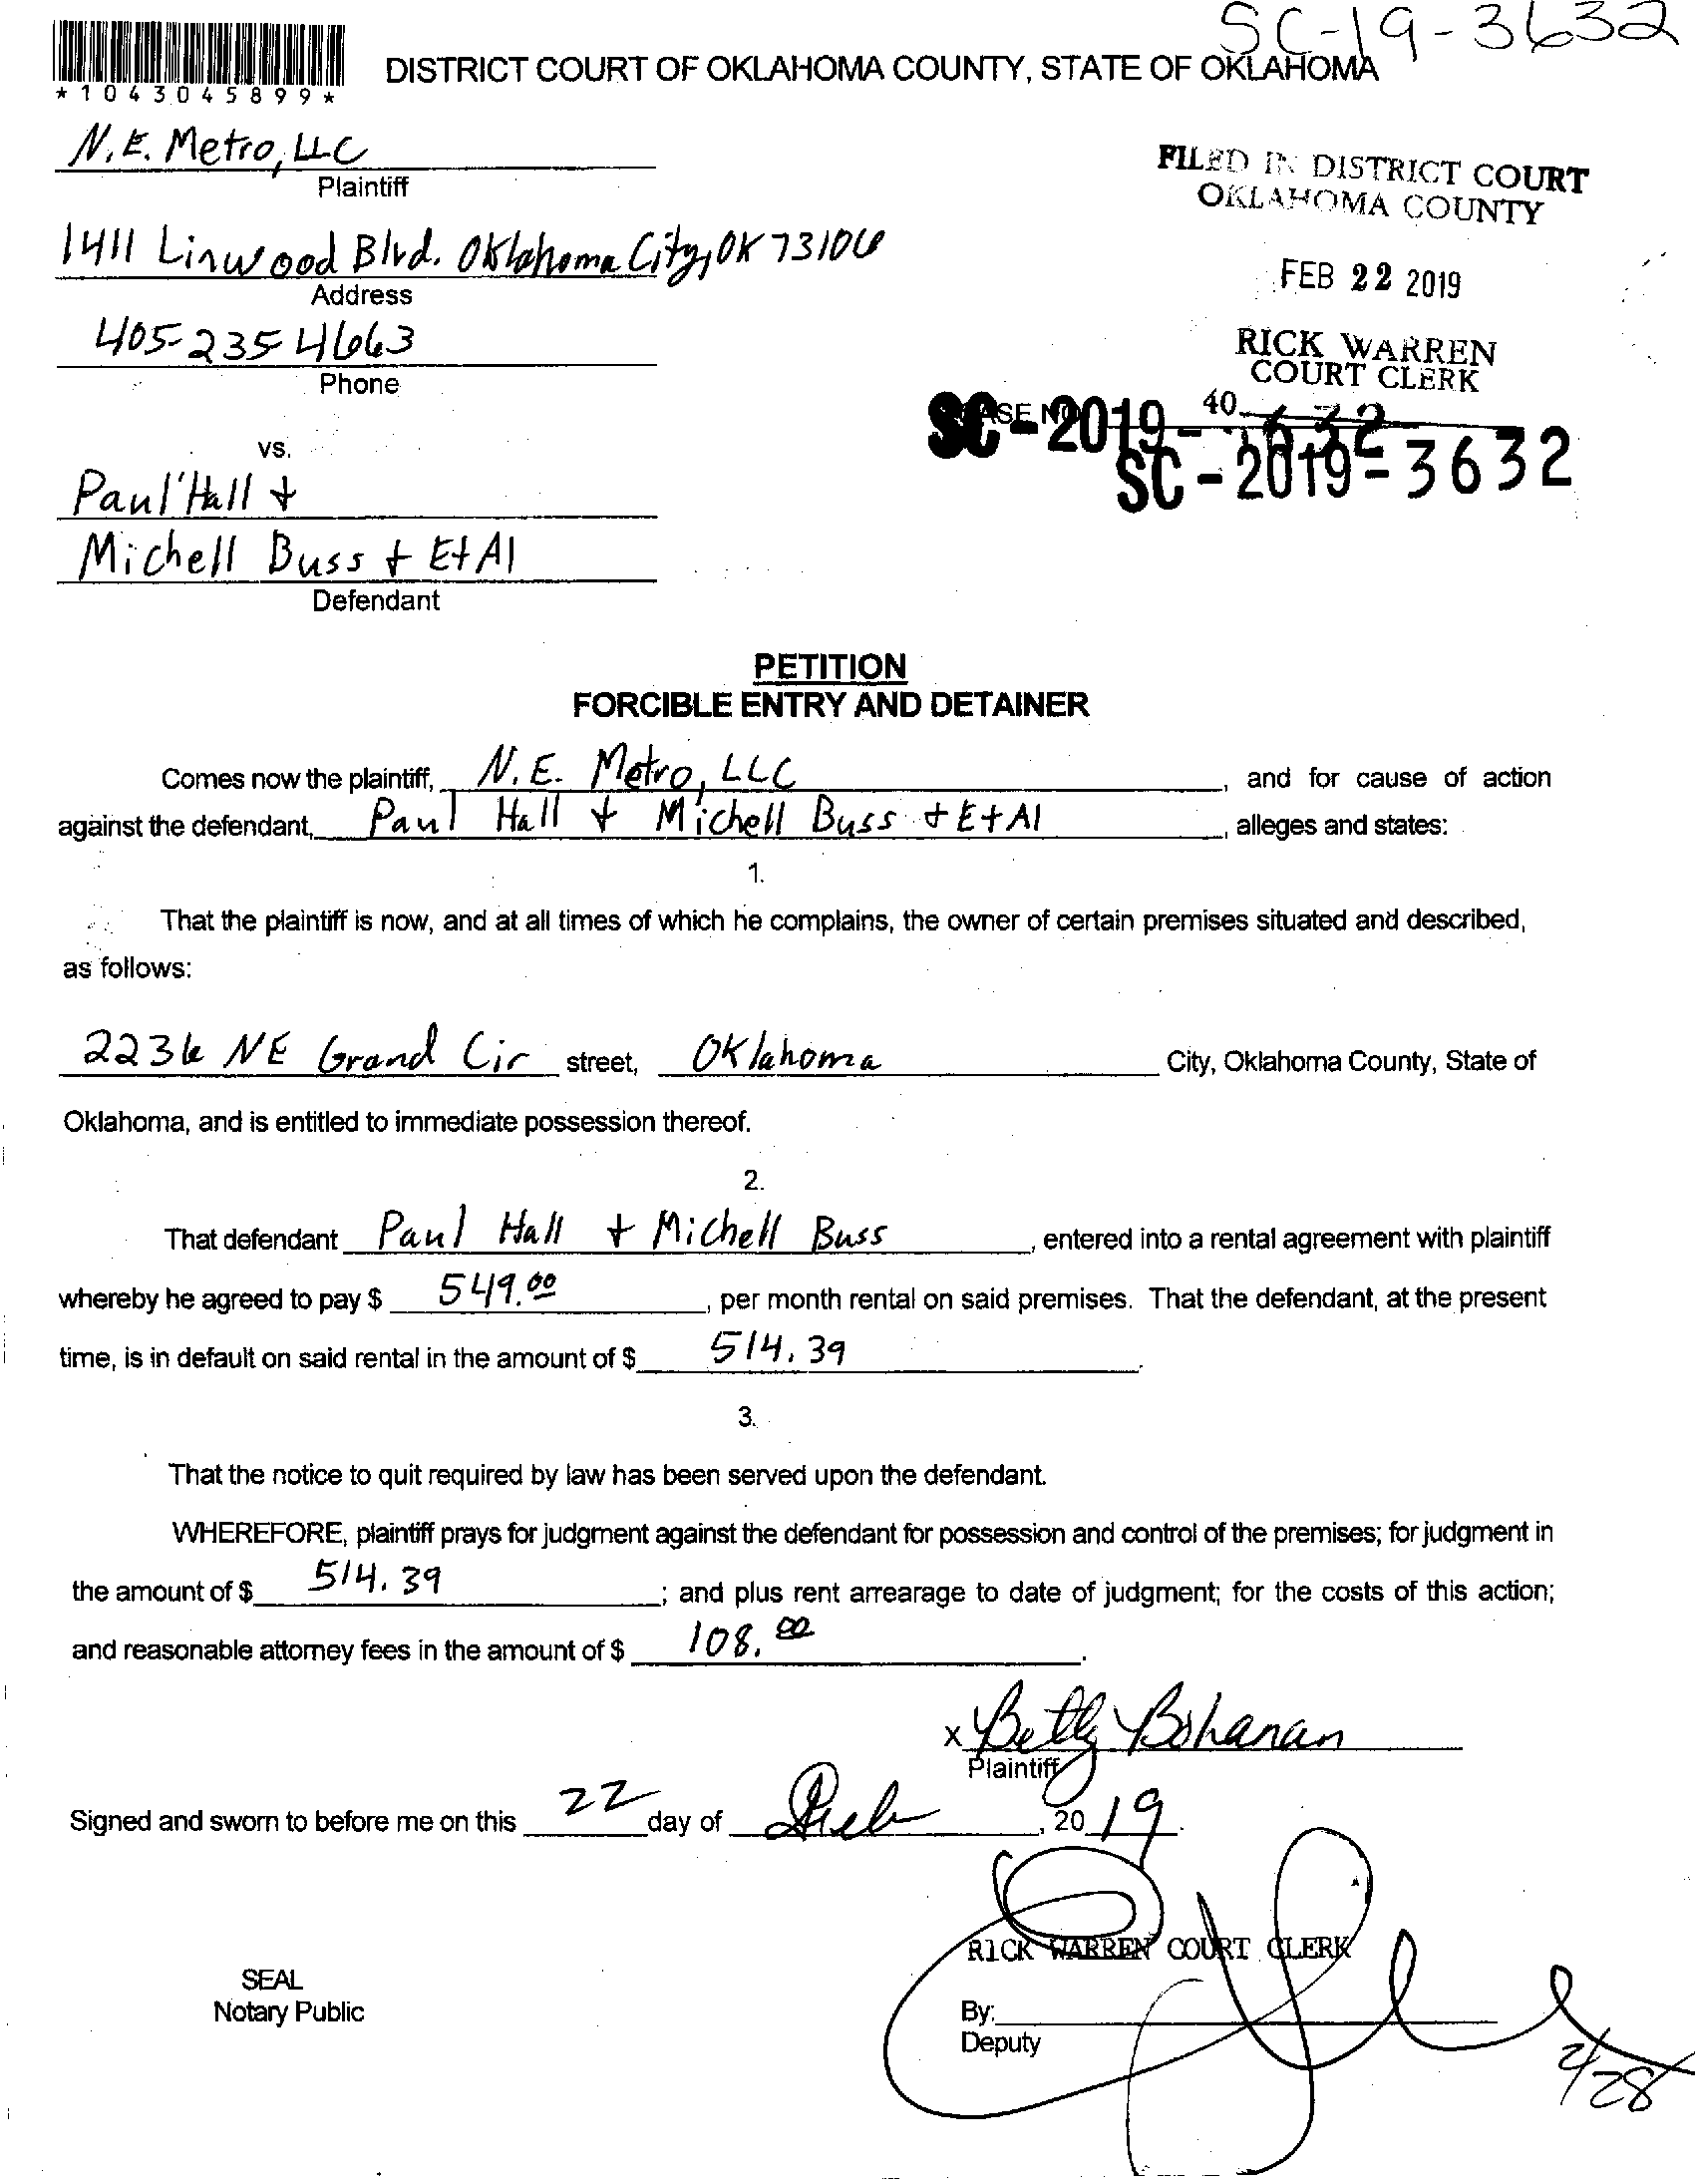 SC-19-3632
*1043045899*
DISTRICT COURT OF OKLAHOMA COUNTY, STATE OF OKLAHOMA
N.E. Metro, LLC
Plaintiff
FILED IN DISTRICT COURT
OKLAHOMA COUNTY
1411 Linwood Blvd. Oklahoma City, OK 73106
Address
FEB 22 2019
405-235-4663
Phone
RICK WARREN
COURT CLERK
40
SC-2019-
SC-2019-3632
vs.
Paul Hall +
Michell Buss + Et Al
Defendant
PETITION
FORCIBLE ENTRY AND DETAINER
Comes now the plaintiff, N.E. Metro, LLC, and for cause of action
against the defendant, Paul Hall + Michell Buss + Et Al, alleges and states:
1.
That the plaintiff is now, and at all times of which he complains, the owner of certain premises situated and described,
as follows:
2236 NE Grand Cir street, Oklahoma City, Oklahoma County, State of
Oklahoma, and is entitled to immediate possession thereof.
2.
That defendant Paul Hall + Michell Buss, entered into a rental agreement with plaintiff
whereby he agreed to pay $ 549.00, per month rental on said premises. That the defendant, at the present
time, is in default on said rental in the amount of $ 514.39.
3.
That the notice to quit required by law has been served upon the defendant.
WHEREFORE, plaintiff prays for judgment against the defendant for possession and control of the premises; for judgment in
the amount of $ 514.39; and plus rent arrearage to date of judgment; for the costs of this action;
and reasonable attorney fees in the amount of $ 108.00.
x Betty Bohanan
Plaintiff
Signed and sworn to before me on this 22 day of Feb, 2019.
RICK WARREN COURT CLERK
SEAL
Notary Public
By:
Deputy
2/28